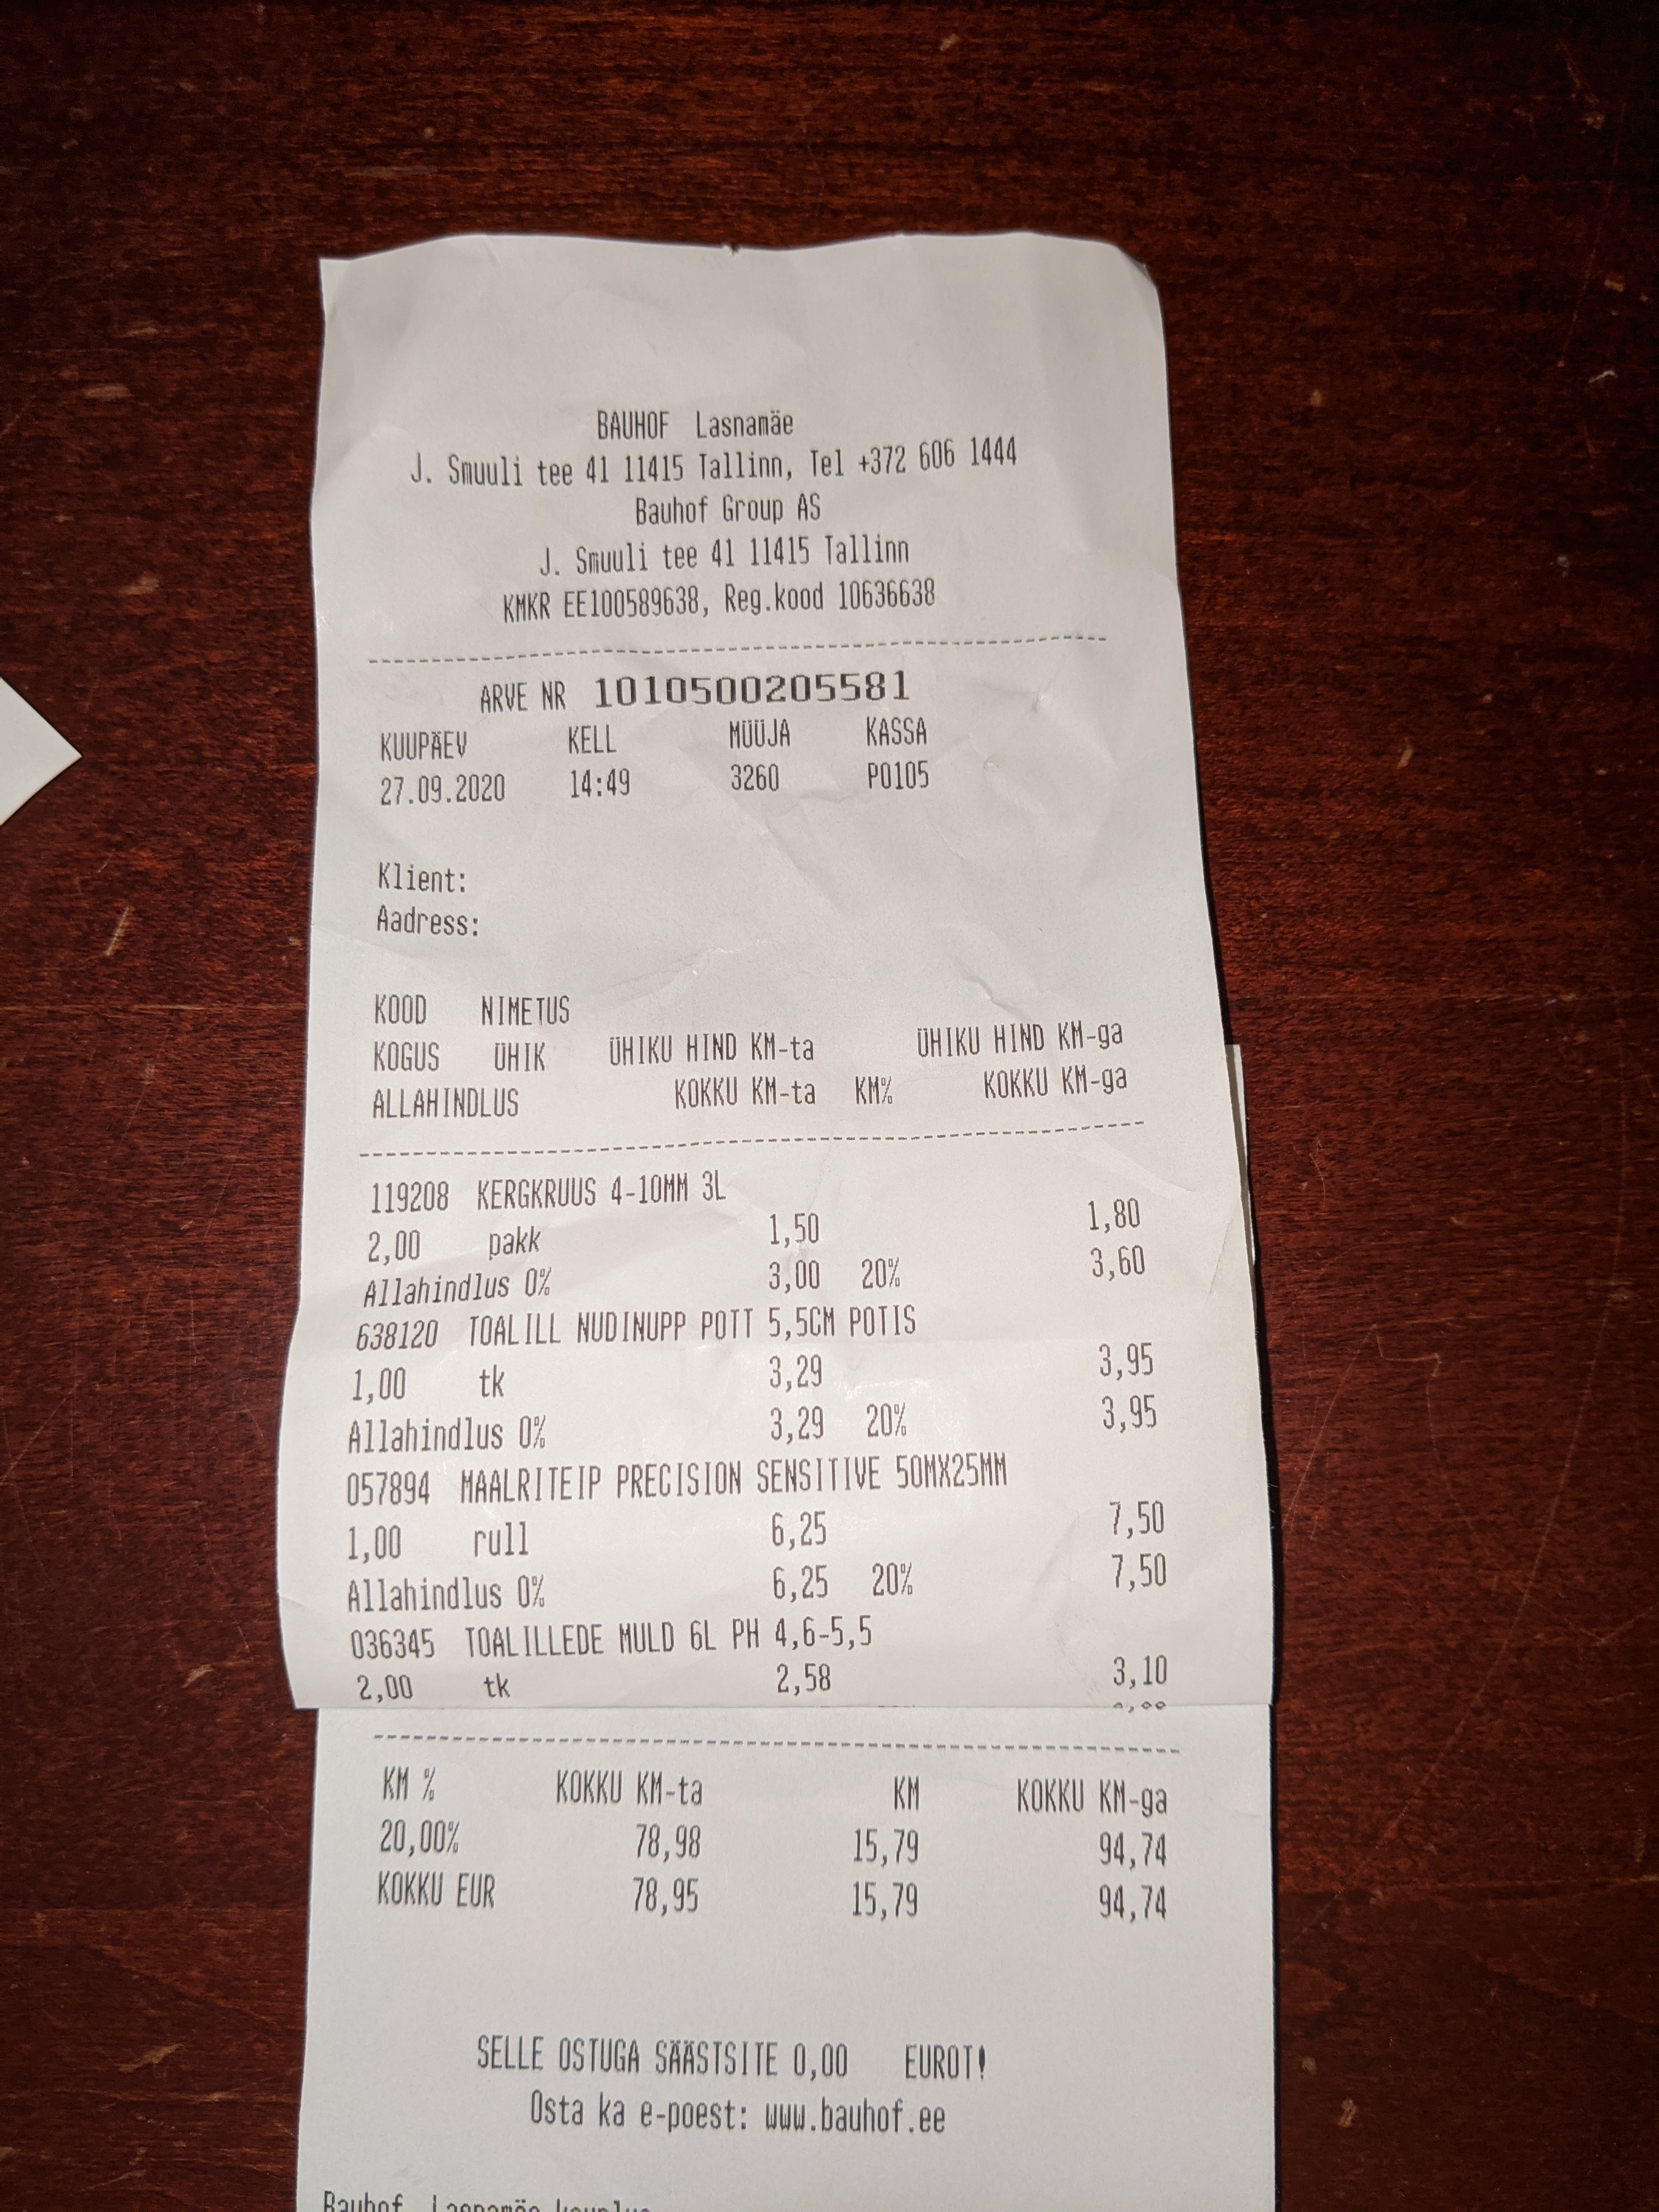 BAUHOF Lasnamäe
J. Smuuli tee 41 11415 Tallinn, Tel +372 606 1444
Bauhof Group AS
J. Smuuli tee 41 11415 Tallinn
KMKR EE100589638, Reg.kood 10636638
ARVE NR 1010500205581
KUUPÄEV KELL MÜÜJA KASSA
27.09.2020 14:49 3260 P0105
Klient:
Aadress:
KOOD NIMETUS
KOGUS ÜHIK ÜHIKU HIND KM-ta ÜHIKU HIND KM-ga
ALLAHINDLUS KOKKU KM-ta KM% KOKKU KM-ga
119208 KERGKRUUS 4-10MM 3L
2,00 pakk 1,50 1,80
Allahindlus 0% 3,00 20% 3,60
638120 TOALILL NUDINUPP POTT 5,5CM POTIS
1,00 tk 3,29 3,95
Allahindlus 0% 3,29 20% 3,95
057894 MAALRITEIP PRECISION SENSITIVE 50MX25MM
1,00 rull 6,25 7,50
Allahindlus 0% 6,25 20% 7,50
036345 TOALILLEDE MULD 6L PH 4,6-5,5
2,00 tk 2,58 3,10
KM % KOKKU KM-ta KM KOKKU KM-ga
20,00% 78,98 15,79 94,74
KOKKU EUR 78,95 15,79 94,74
SELLE OSTUGA SÄÄSTSITE 0,00 EUROT!
Osta ka e-poest: www.bauhof.ee
Bauhof Lasnamäe kauplus